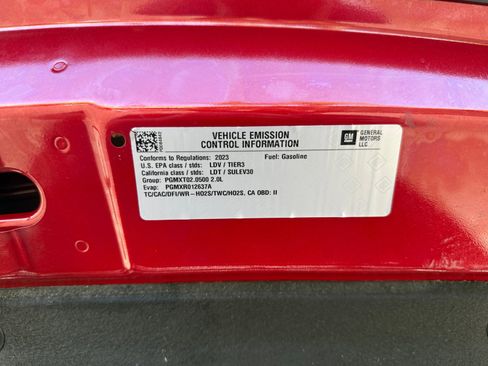 VEHICLE EMISSION
CONTROL INFORMATION
GM
GENERAL
MOTORS
LLC
Conforms to Regulations: 2023 Fuel: Gasoline
U.S. EPA class / stds: LDV / TIER3
California class / stds: LDT / SULEV30
Group: PGMXT02.0500 2.0L
Evap: PGMXR012637A
TC/CAC/DFI/WR-HO2S/TWC/HO2S, CA OBD: II